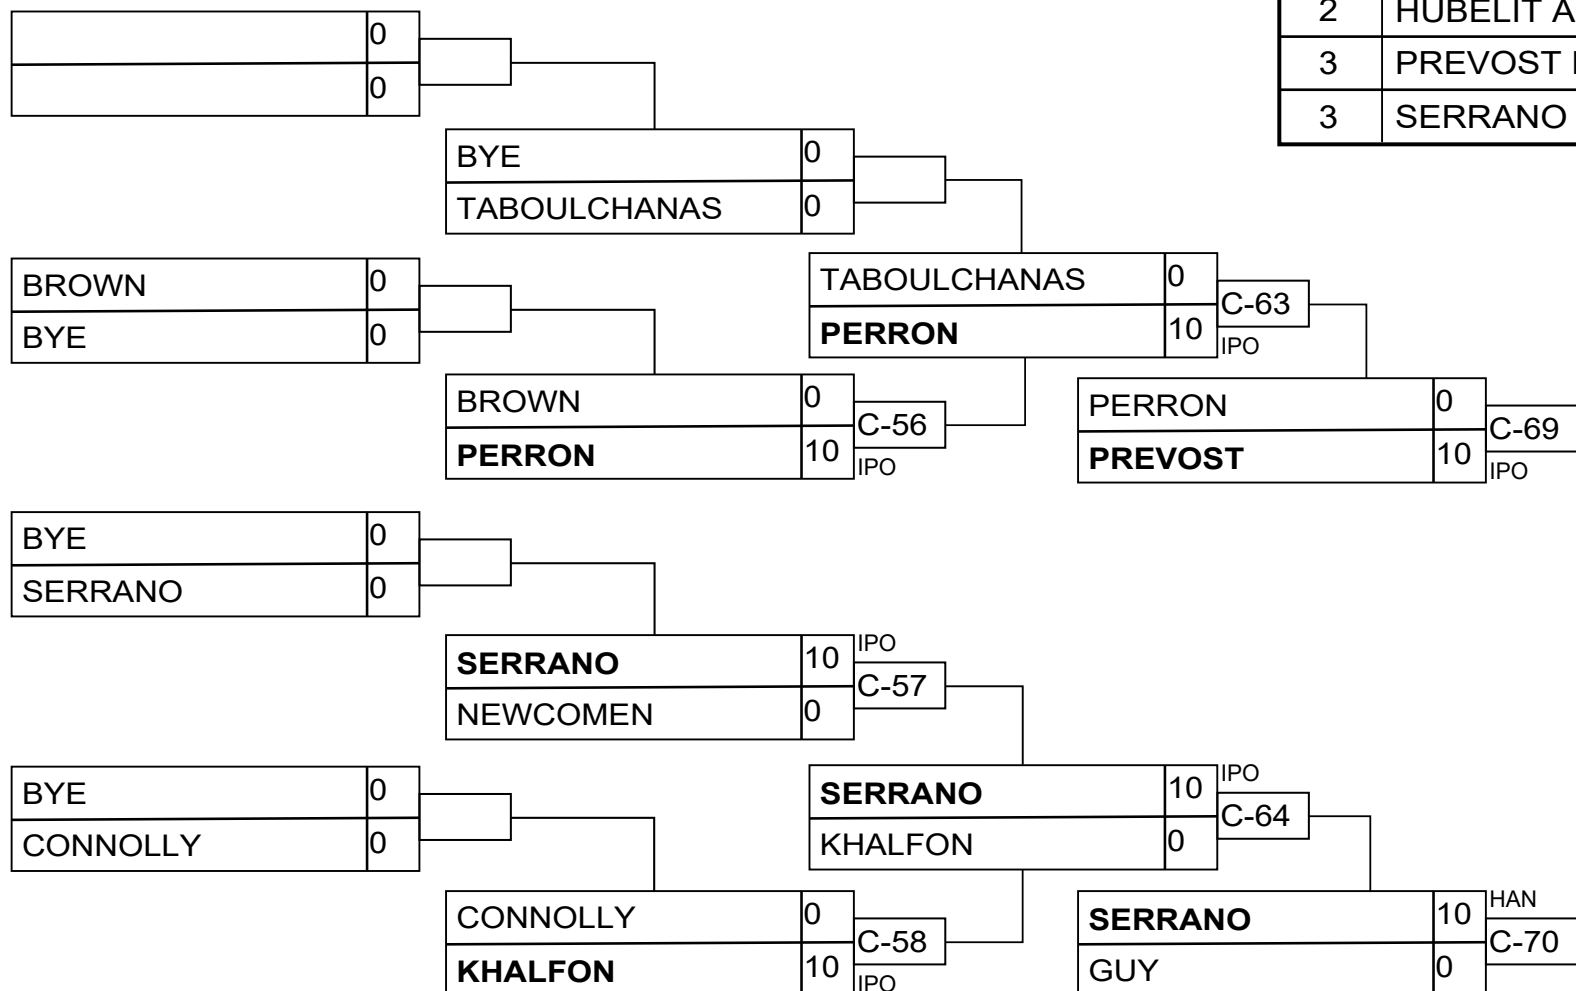 0
0
2 HUBELIT A
3 PREVOST
3 SERRANO
BYE 0
TABOULCHANAS 0
BROWN 0
BYE 0
TABOULCHANAS 0
C-63
PERRON 10
IPO
BROWN 0
C-56
PERRON 10
IPO
PERRON 0
C-69
PREVOST 10
IPO
BYE 0
SERRANO 0
SERRANO 10 IPO
C-57
NEWCOMEN 0
BYE 0
CONNOLLY 0
SERRANO 10 IPO
C-64
KHALFON 0
CONNOLLY 0
C-58
KHALFON 10
IPO
SERRANO 10 HAN
C-70
GUY 0